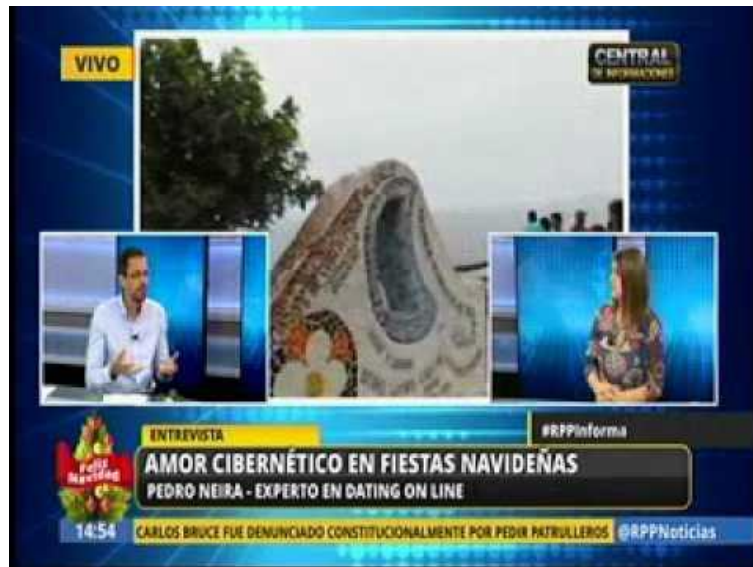 VIVO
CENTRAL
DE INFORMACIONES
ENTREVISTA
#RPPInforma
AMOR CIBERNÉTICO EN FIESTAS NAVIDEÑAS
PEDRO NEIRA - EXPERTO EN DATING ON LINE
Feliz
Navidad
14:54
CARLOS BRUCE FUE DENUNCIADO CONSTITUCIONALMENTE POR PEDIR PATRULLEROS
@RPPNoticias